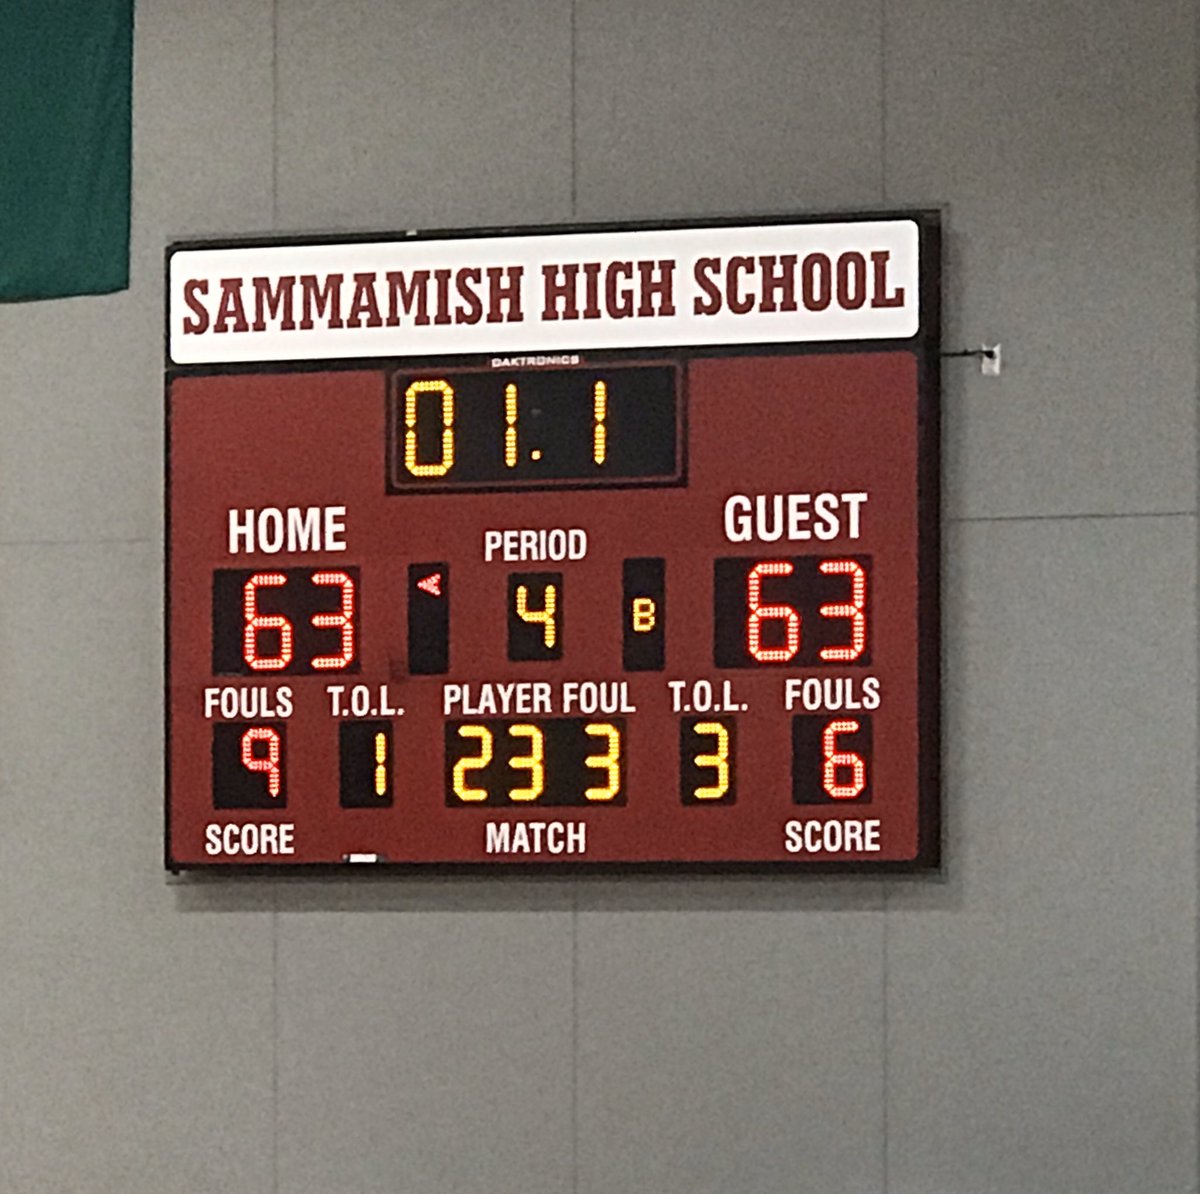 SAMMAMISH HIGH SCHOOL
DAKTRONICS
01.1
HOME PERIOD GUEST
63 4 B 63
FOULS T.O.L. PLAYER FOUL T.O.L. FOULS
9 1 23 3 3 6
SCORE MATCH SCORE